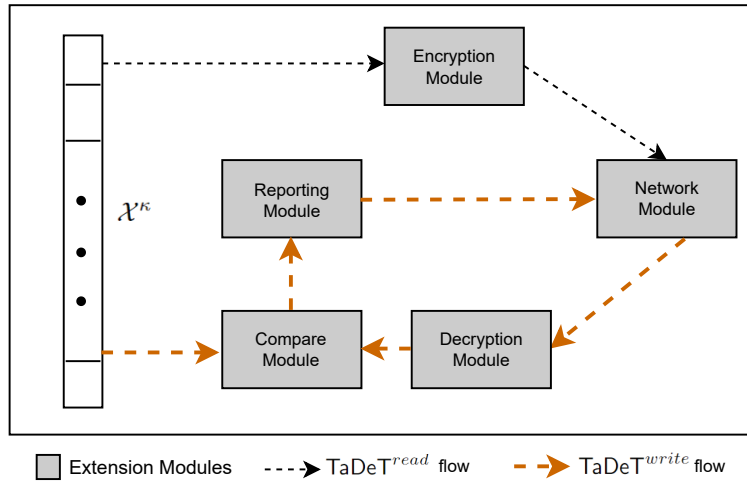 Encryption
Module
Reporting
Module
Network
Module
𝒳^κ
Compare
Module
Decryption
Module
Extension Modules
TaDeT^read flow
TaDeT^write flow